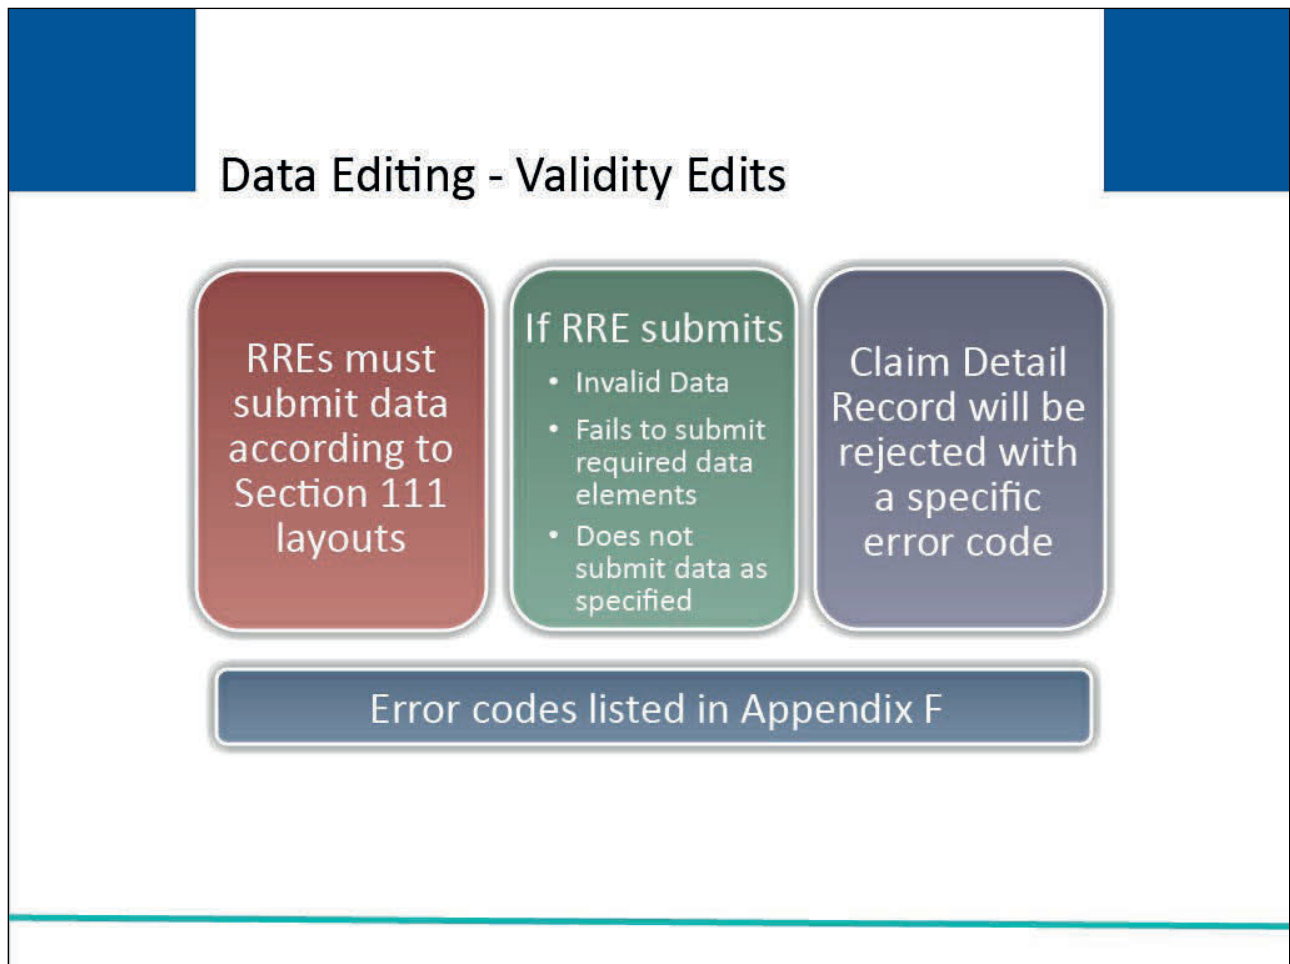 Data Editing - Validity Edits
RREs must
submit data
according to
Section 111
layouts
If RRE submits
• Invalid Data
• Fails to submit
required data
elements
• Does not
submit data as
specified
Claim Detail
Record will be
rejected with
a specific
error code
Error codes listed in Appendix F